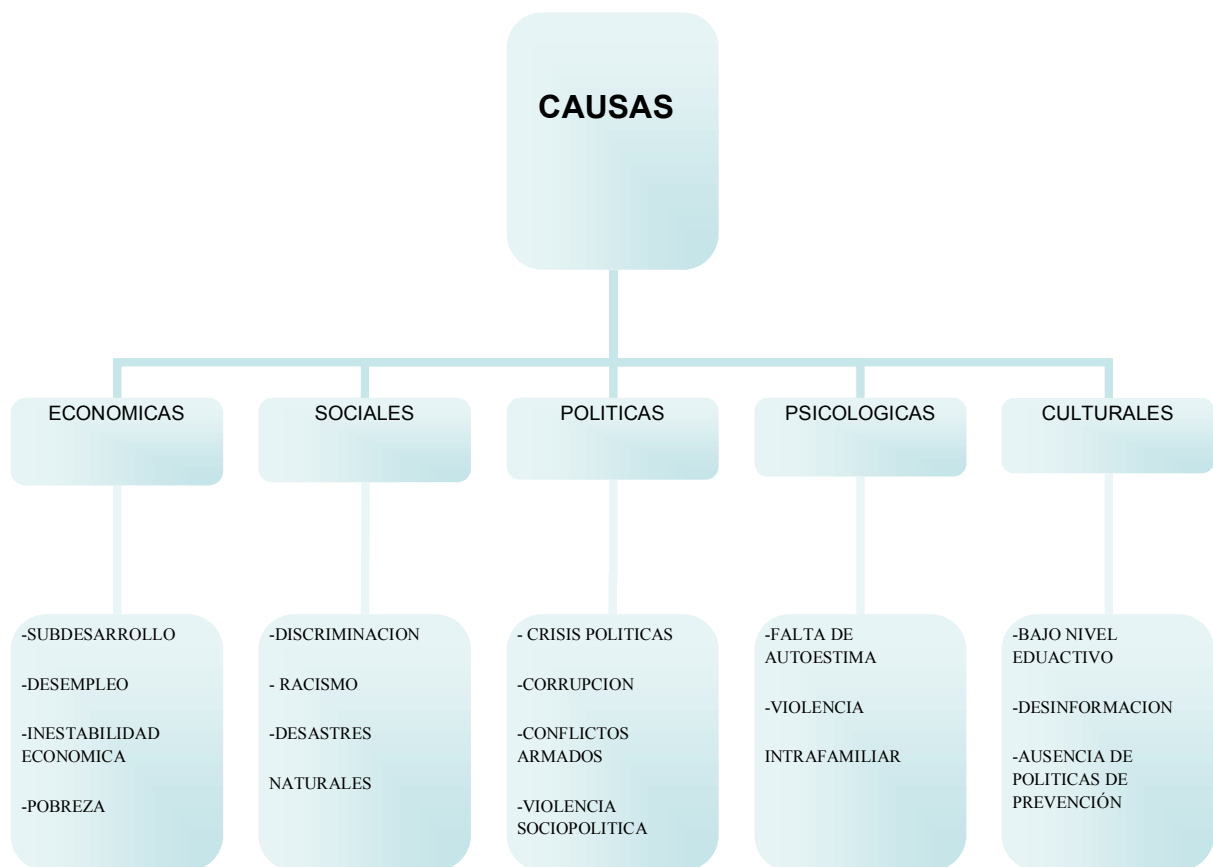 CAUSAS
ECONOMICAS
SOCIALES
POLITICAS
PSICOLOGICAS
CULTURALES
-SUBDESARROLLO
-DESEMPLEO
-INESTABILIDAD
ECONOMICA
-POBREZA
-DISCRIMINACION
- RACISMO
-DESASTRES
NATURALES
- CRISIS POLITICAS
-CORRUPCION
-CONFLICTOS
ARMADOS
-VIOLENCIA
SOCIOPOLITICA
-FALTA DE
AUTOESTIMA
-VIOLENCIA
INTRAFAMILIAR
-BAJO NIVEL
EDUACTIVO
-DESINFORMACION
-AUSENCIA DE
POLITICAS DE
PREVENCIÓN